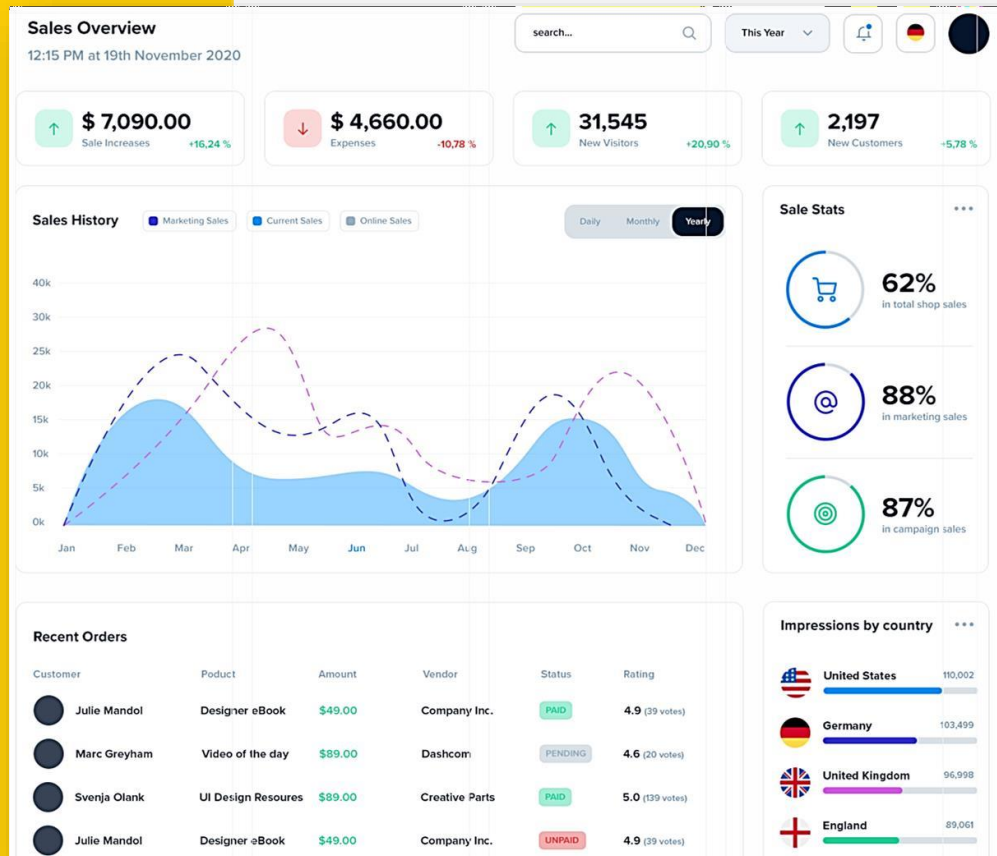 Sales Overview
12:15 PM at 19th November 2020
search...
This Year
$ 7,090.00
Sale Increases
+16,24 %
$ 4,660.00
Expenses
-10,78 %
31,545
New Visitors
+20,90 %
2,197
New Customers
+5,78 %
Sales History
Marketing Sales
Current Sales
Online Sales
Daily
Monthly
Yearly
40k
30k
25k
20k
15k
10k
5k
0k
Jan Feb Mar Apr May Jun Jul Aug Sep Oct Nov Dec
Sale Stats
62%
in total shop sales
@
88%
in marketing sales
87%
in campaign sales
Recent Orders
Customer Poduct Amount Vendor Status Rating
Julie Mandol Designer eBook $49.00 Company Inc. PAID 4.9 (39 votes)
Marc Greyham Video of the day $89.00 Dashcom PENDING 4.6 (20 votes)
Svenja Olank UI Design Resoures $89.00 Creative Parts PAID 5.0 (139 votes)
Julie Mandol Designer eBook $49.00 Company Inc. UNPAID 4.9 (39 votes)
Impressions by country
United States 110,002
Germany 103,499
United Kingdom 96,998
England 89,061